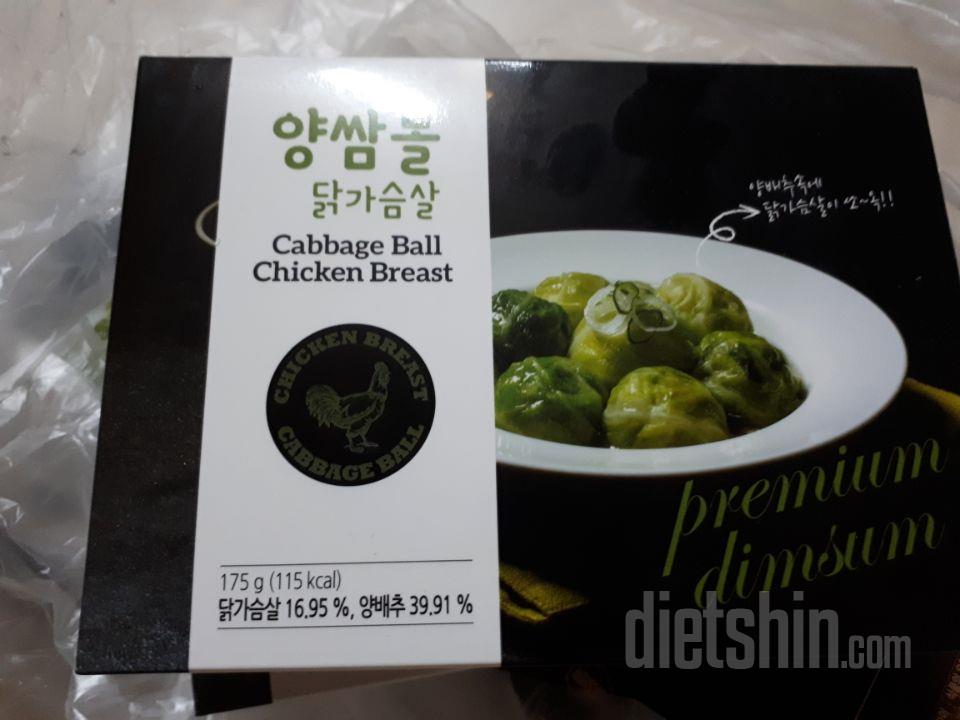 양쌈볼
닭가슴살
Cabbage Ball
Chicken Breast
CHICKEN BREAST
CABBAGE BALL
175 g (115 kcal)
닭가슴살 16.95 %, 양배추 39.91 %
양배추속에
닭가슴살이 쏘~옥!!
premium
dimsum
dietshin.com